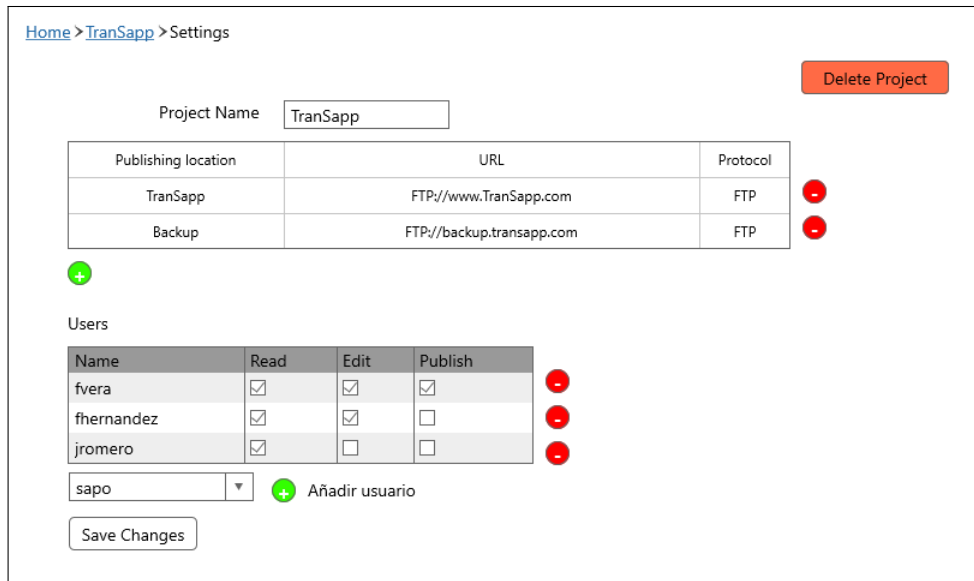 Home > TranSapp > Settings
Delete Project
Project Name TranSapp
Publishing location URL Protocol
TranSapp FTP://www.TranSapp.com FTP -
Backup FTP://backup.transapp.com FTP -
+
Users
Name Read Edit Publish
fvera -
fhernandez -
jromero -
sapo + Añadir usuario
Save Changes